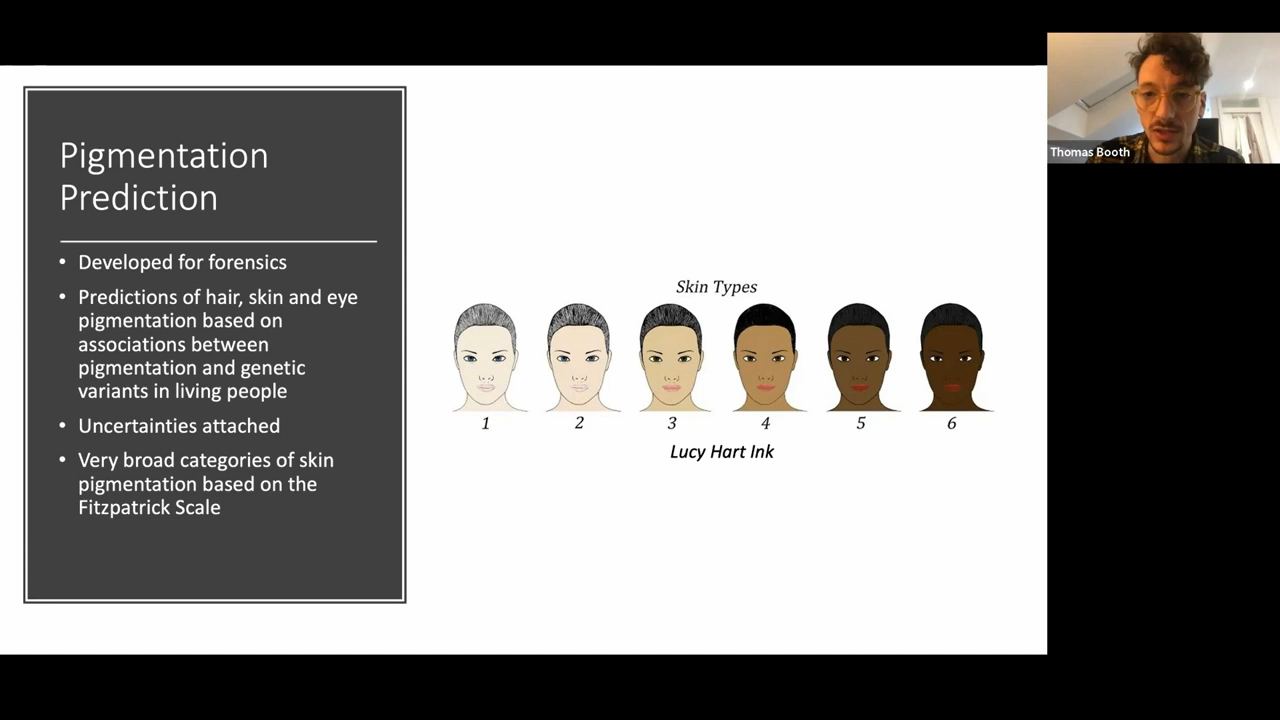 Pigmentation
Prediction
• Developed for forensics
• Predictions of hair, skin and eye
pigmentation based on
associations between
pigmentation and genetic
variants in living people
• Uncertainties attached
• Very broad categories of skin
pigmentation based on the
Fitzpatrick Scale
Skin Types
1 2 3 4 5 6
Lucy Hart Ink
Thomas Booth